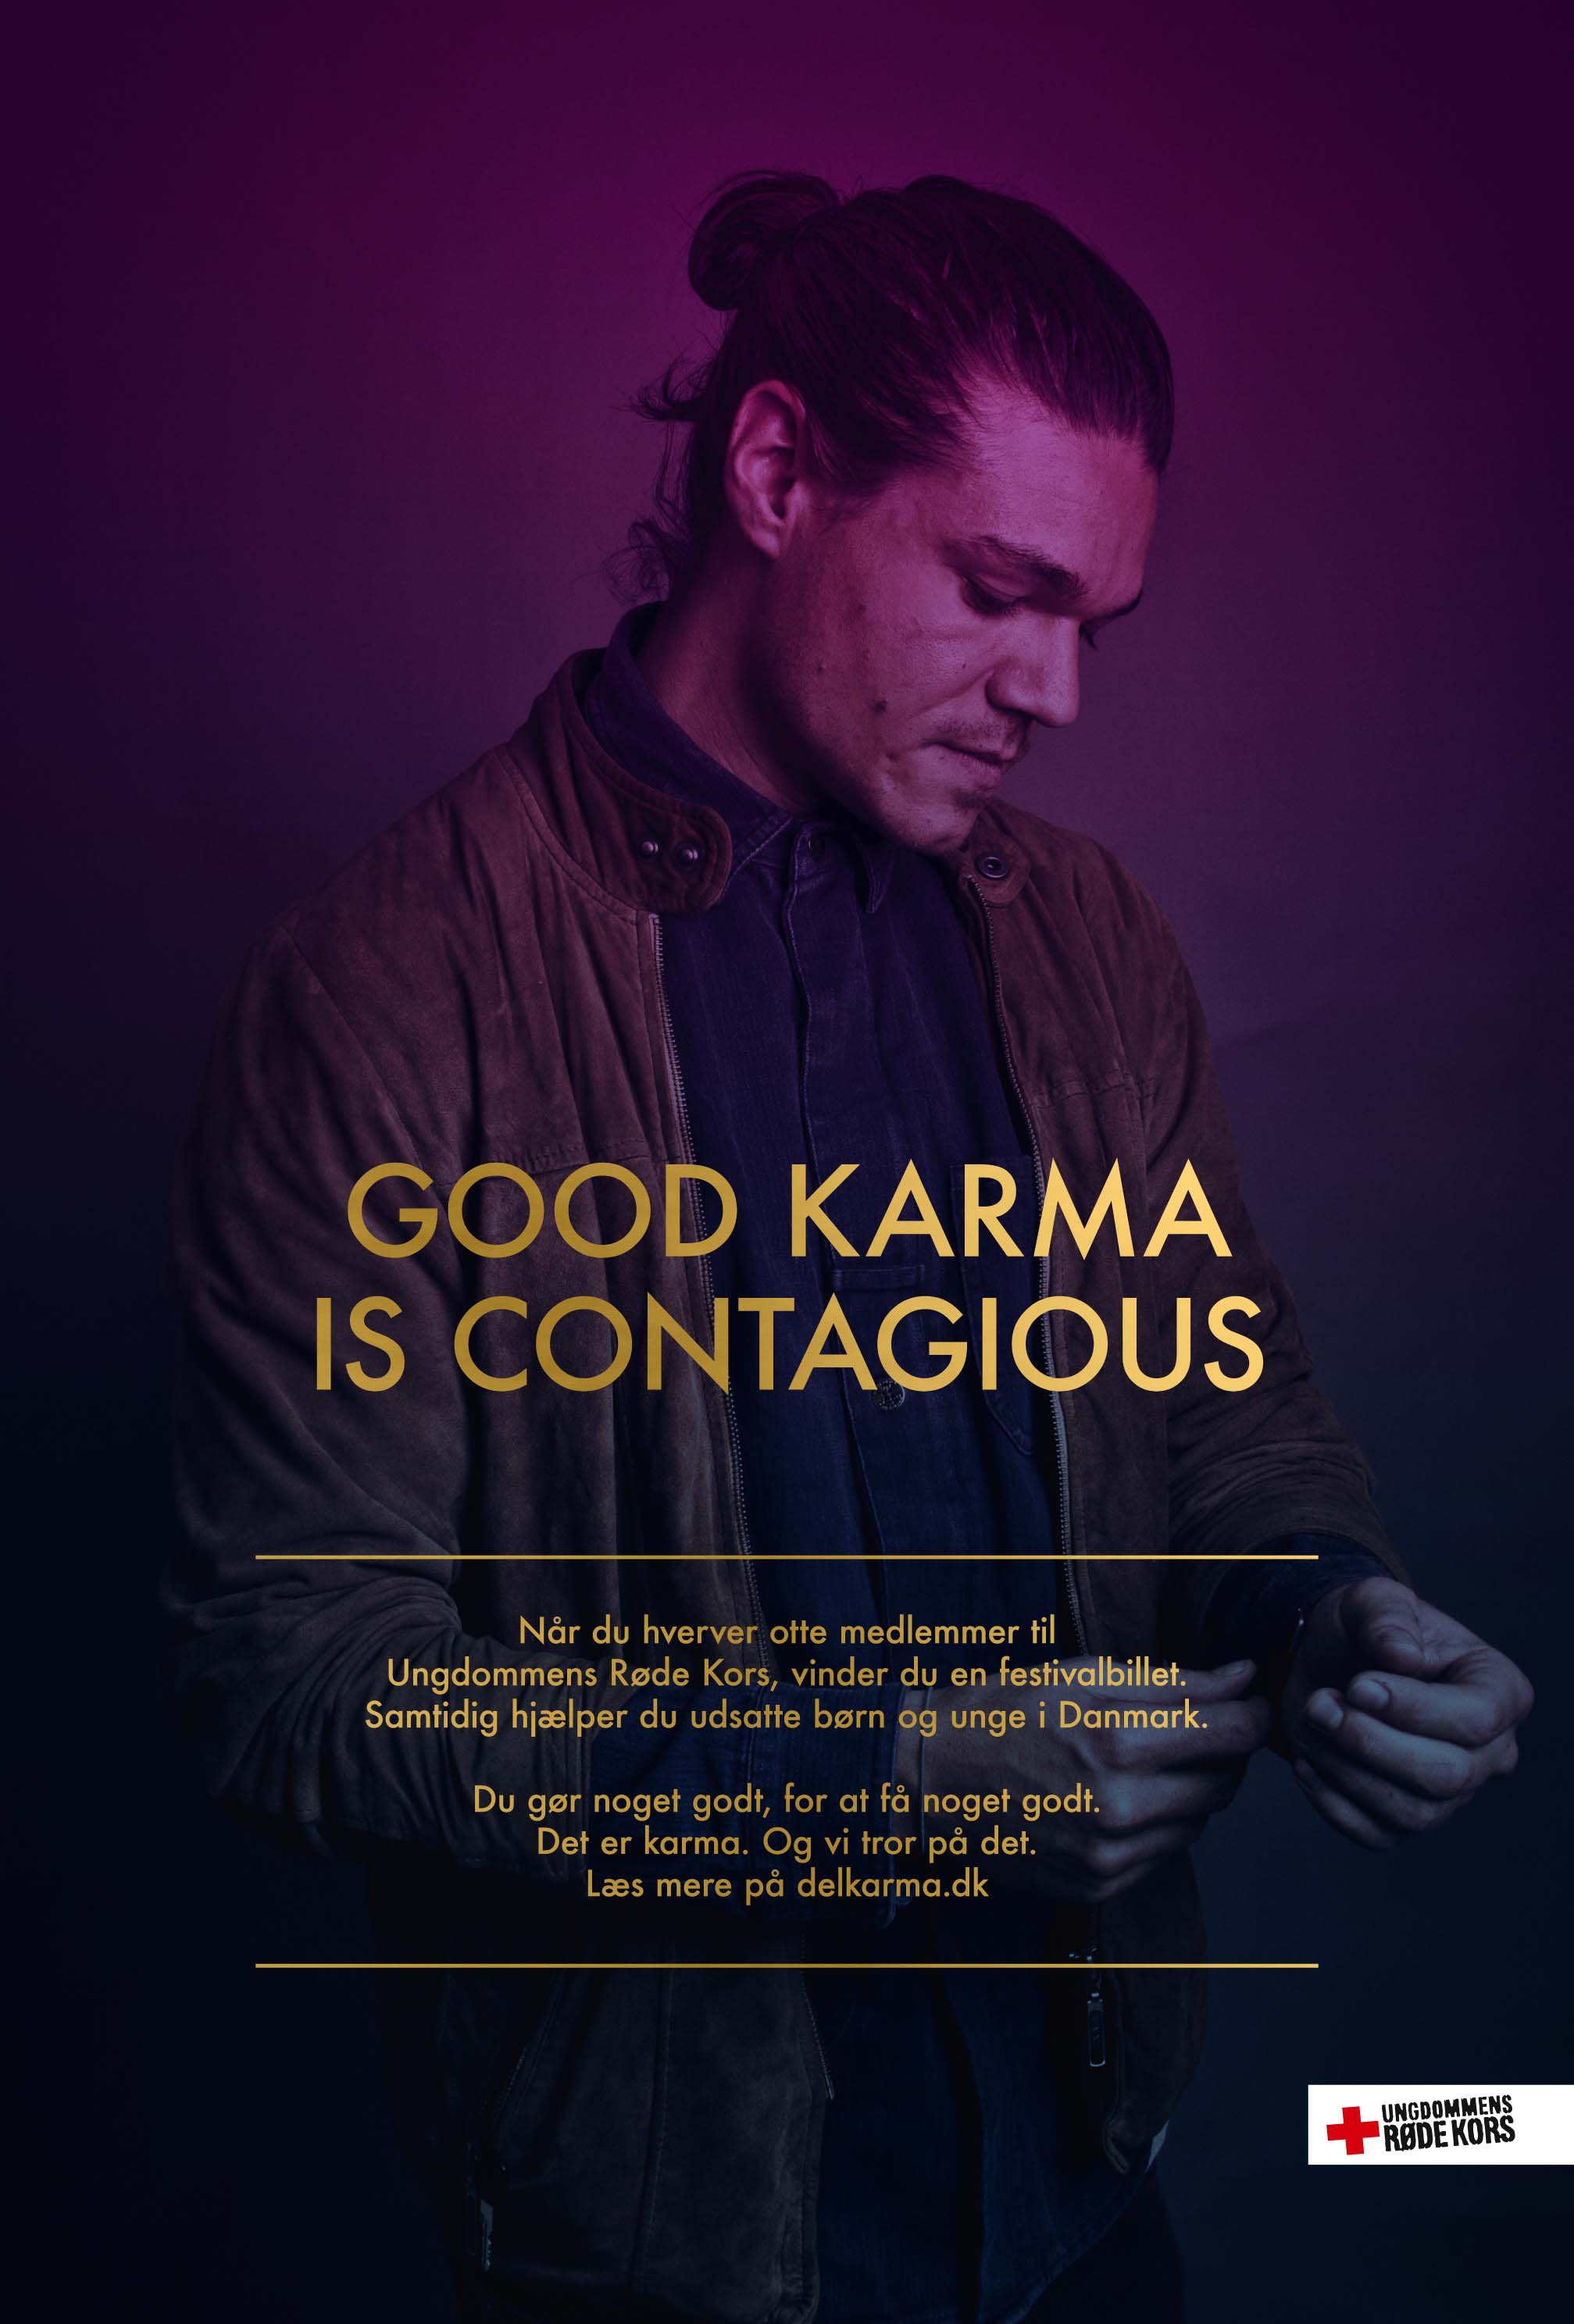 GOOD KARMA
IS CONTAGIOUS
Når du hverver otte medlemmer til
Ungdommens Røde Kors, vinder du en festivalbillet.
Samtidig hjælper du udsatte børn og unge i Danmark.
Du gør noget godt, for at få noget godt.
Det er karma. Og vi tror på det.
Læs mere på delkarma.dk
UNGDOMMENS
RØDE KORS